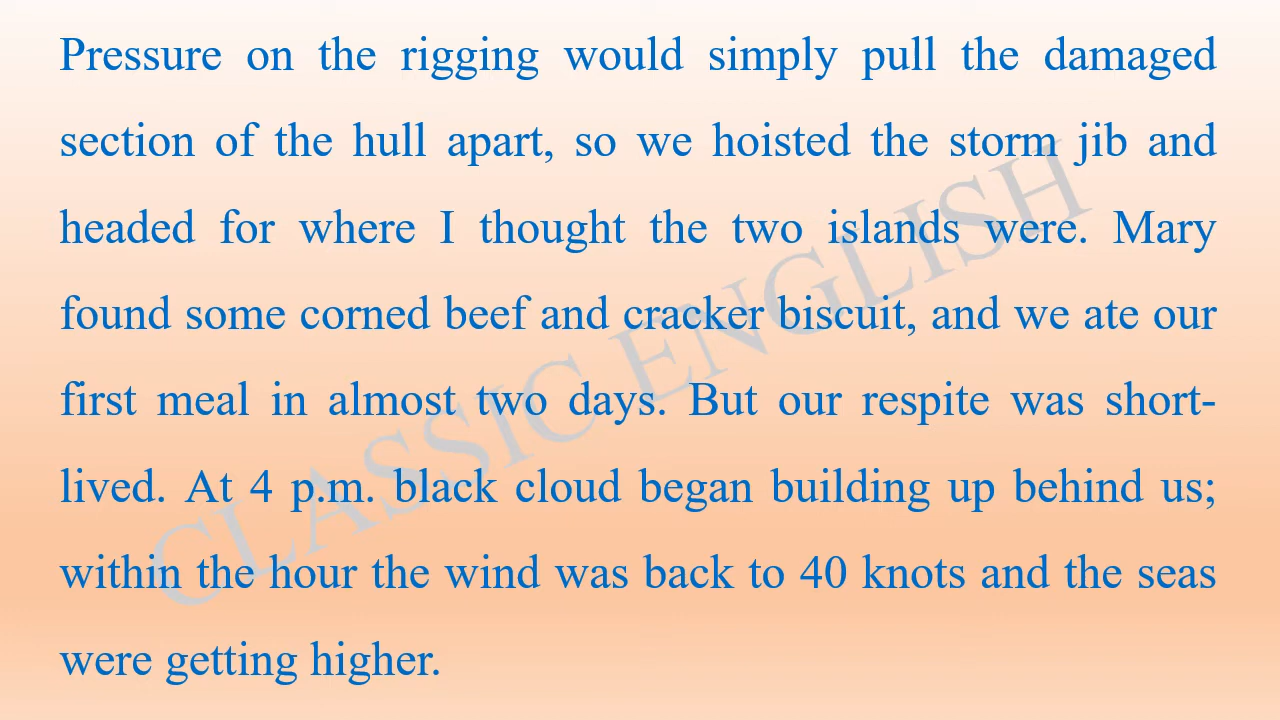 Pressure on the rigging would simply pull the damaged
section of the hull apart, so we hoisted the storm jib and
headed for where I thought the two islands were. Mary
found some corned beef and cracker biscuit, and we ate our
first meal in almost two days. But our respite was short-
lived. At 4 p.m. black cloud began building up behind us;
within the hour the wind was back to 40 knots and the seas
were getting higher.
CLASSIC ENGLISH